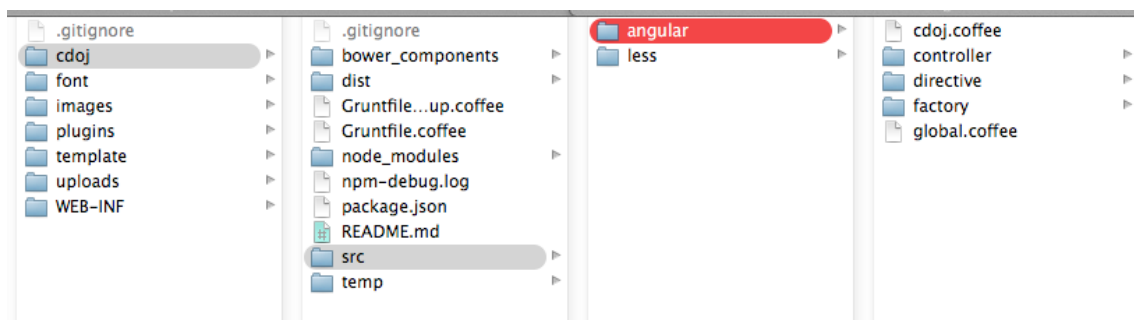 .gitignore
cdoj
font
images
plugins
template
uploads
WEB-INF
.gitignore
bower_components
dist
Gruntfile...up.coffee
Gruntfile.coffee
node_modules
npm-debug.log
package.json
README.md
src
temp
angular
less
cdoj.coffee
controller
directive
factory
global.coffee